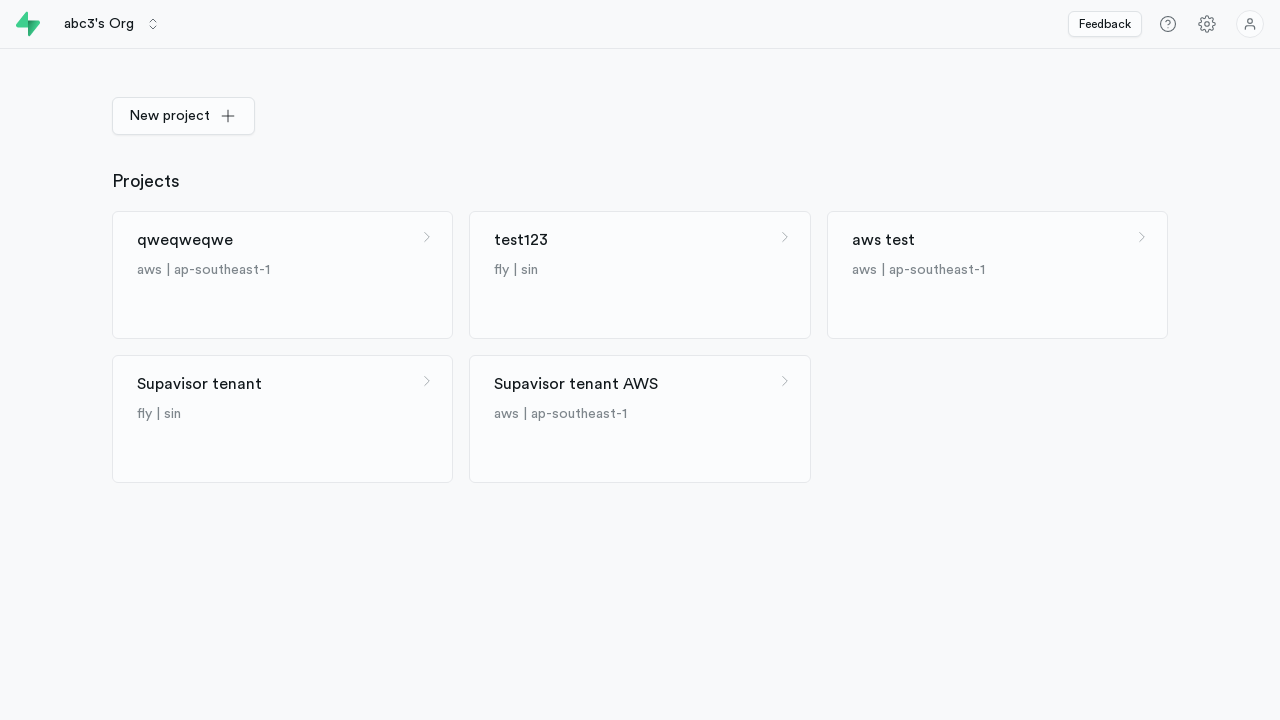 abc3's Org
Feedback
New project
Projects
qweqweqwe
aws | ap-southeast-1
test123
fly | sin
aws test
aws | ap-southeast-1
Supavisor tenant
fly | sin
Supavisor tenant AWS
aws | ap-southeast-1